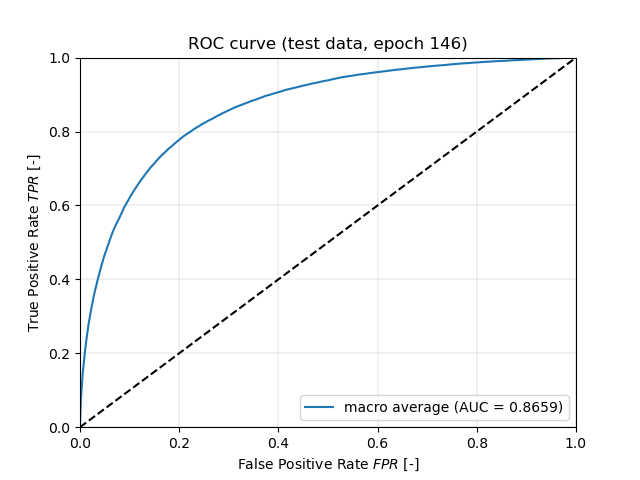 ROC curve (test data, epoch 146)
True Positive Rate TPR [-]
1.0
0.8
0.6
0.4
0.2
0.0
macro average (AUC = 0.8659)
0.0 0.2 0.4 0.6 0.8 1.0
False Positive Rate FPR [-]